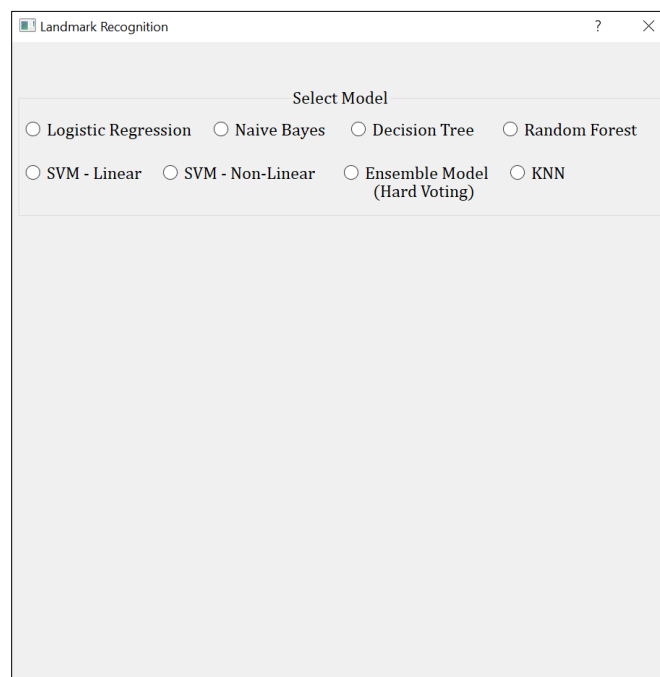 Landmark Recognition
Select Model
Logistic Regression Naive Bayes Decision Tree Random Forest
SVM - Linear SVM - Non-Linear Ensemble Model KNN
(Hard Voting)